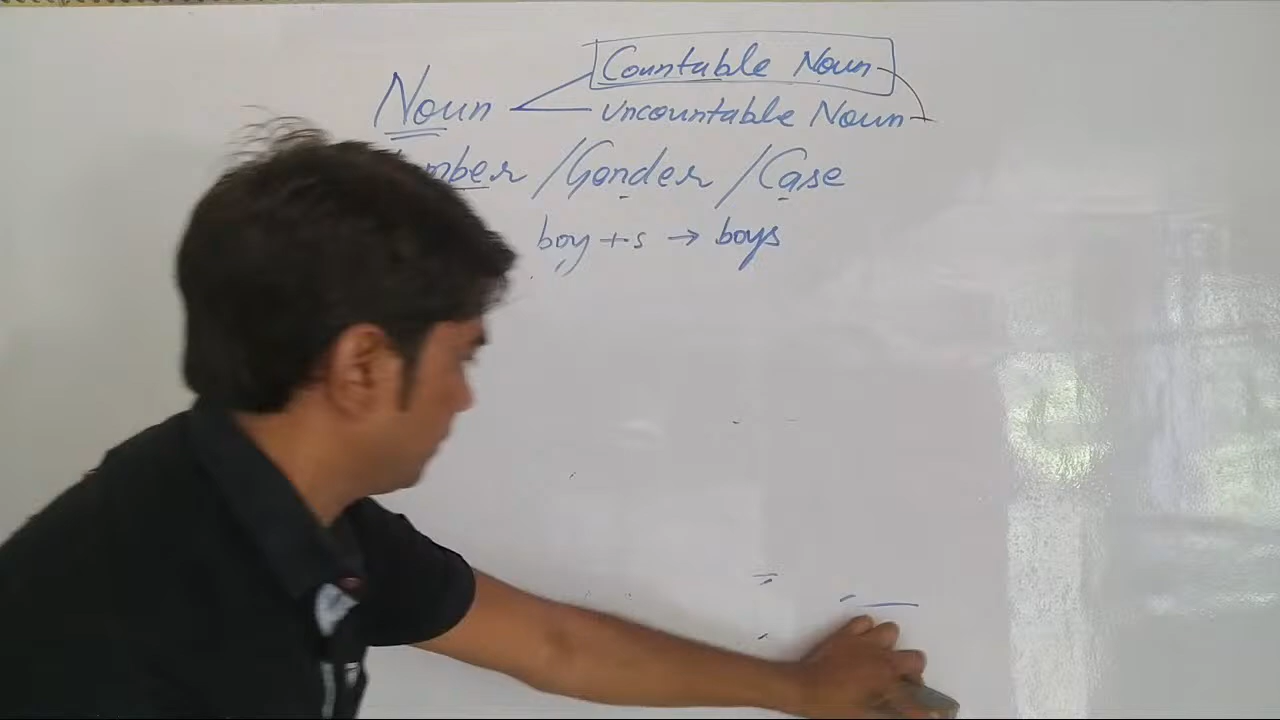 Countable Noun
Noun
Uncountable Noun
/Gender /Case
boy + s → boys